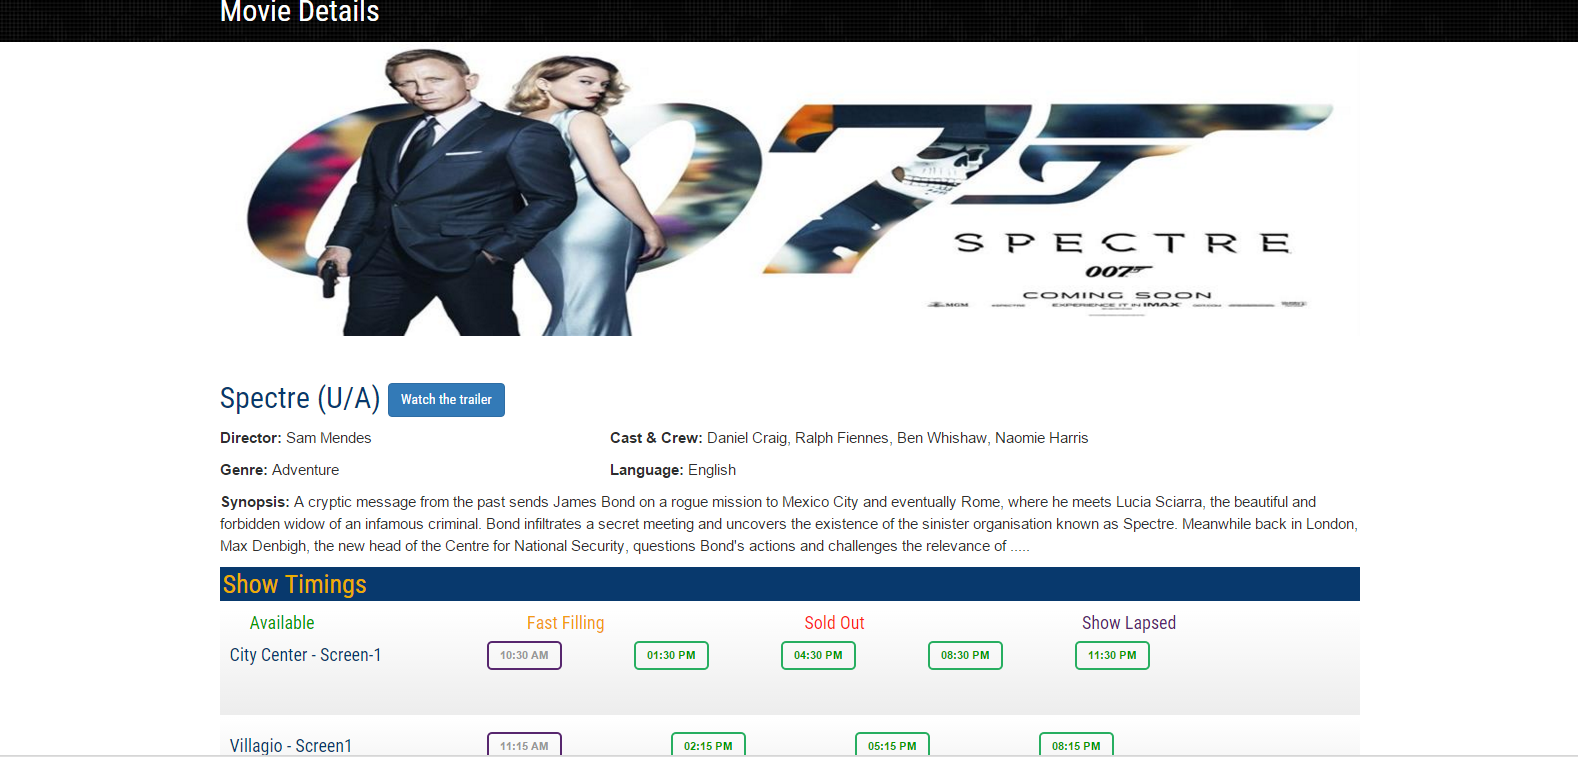 Movie Details
007
SPECTRE
007
COMING SOON
MGM EXPERIENCE IT IN IMAX
Spectre (U/A) Watch the trailer
Director: Sam Mendes Cast & Crew: Daniel Craig, Ralph Fiennes, Ben Whishaw, Naomie Harris
Genre: Adventure Language: English
Synopsis: A cryptic message from the past sends James Bond on a rogue mission to Mexico City and eventually Rome, where he meets Lucia Sciarra, the beautiful and
forbidden widow of an infamous criminal. Bond infiltrates a secret meeting and uncovers the existence of the sinister organisation known as Spectre. Meanwhile back in London,
Max Denbigh, the new head of the Centre for National Security, questions Bond's actions and challenges the relevance of .....
Show Timings
Available Fast Filling Sold Out Show Lapsed
City Center - Screen-1 10:30 AM 01:30 PM 04:30 PM 08:30 PM 11:30 PM
Villagio - Screen1 11:15 AM 02:15 PM 05:15 PM 08:15 PM